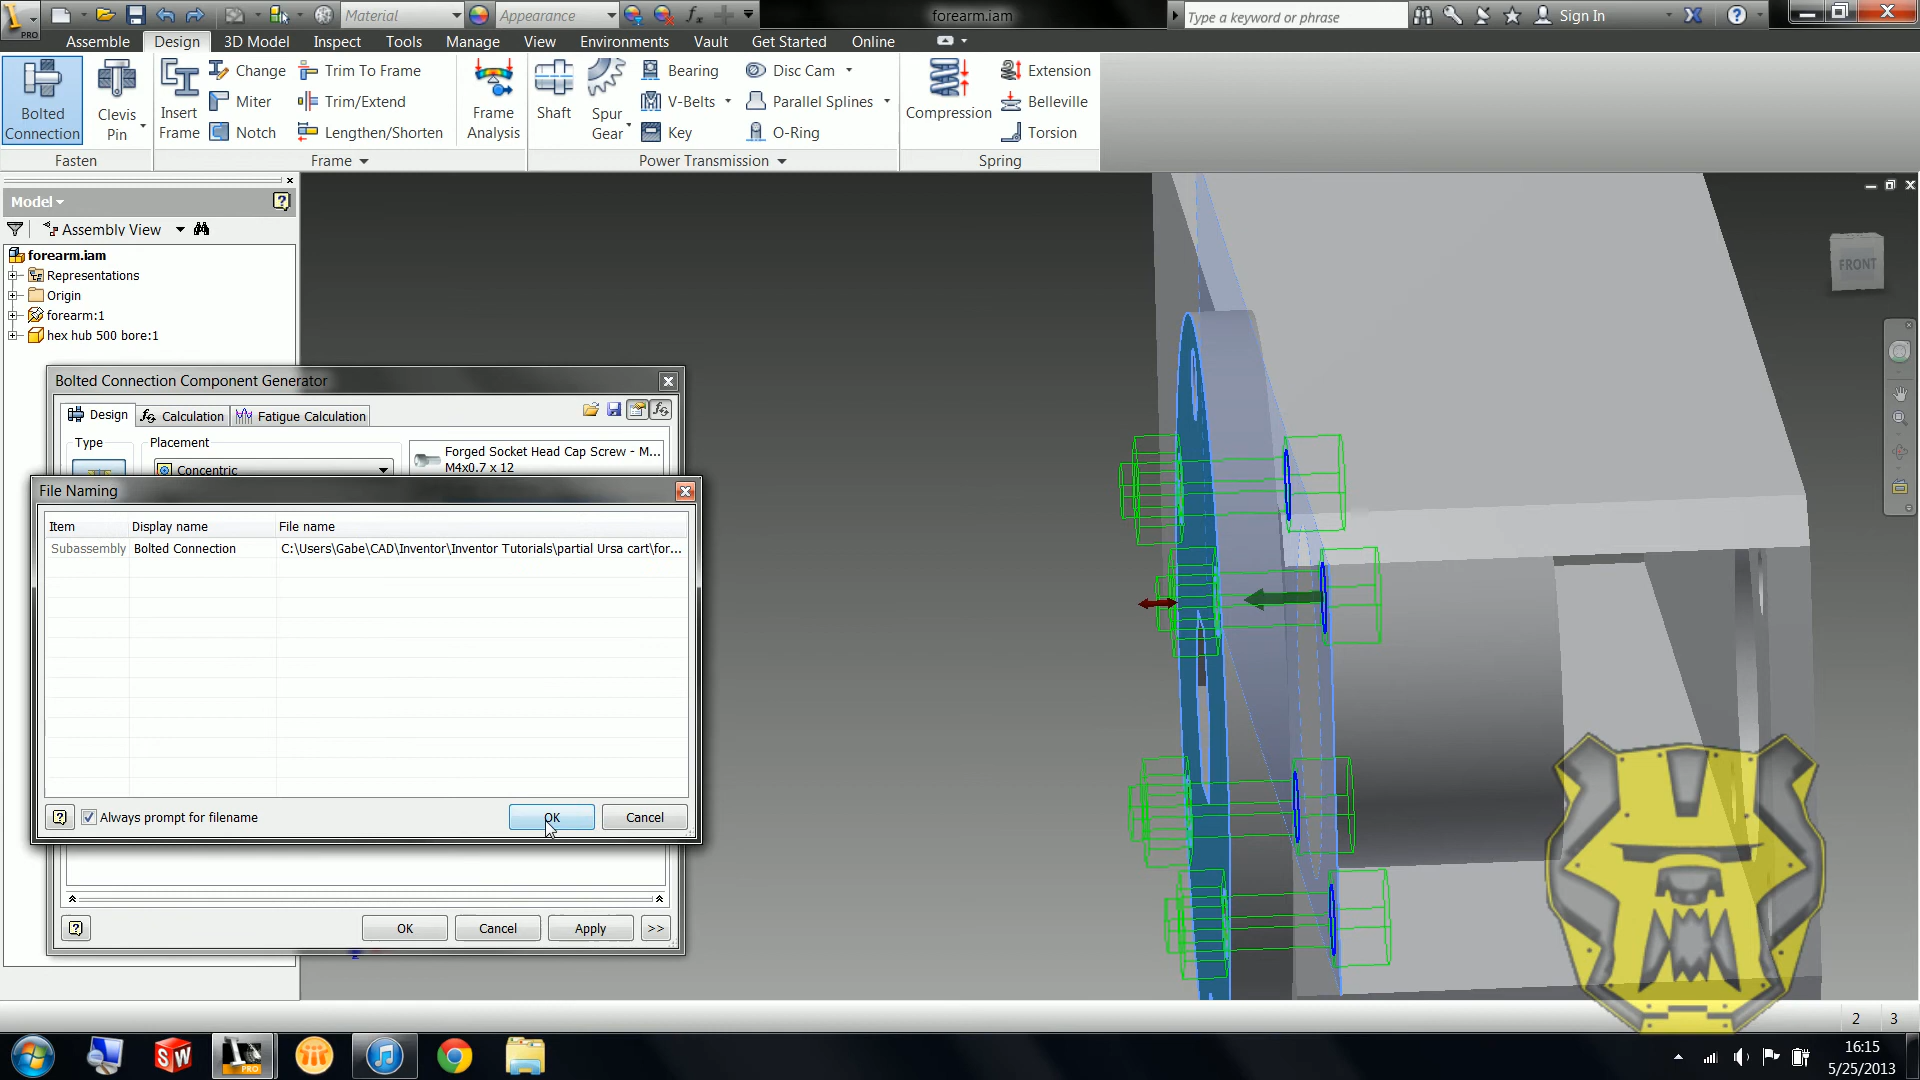 PRO
Material
Appearance
forearm.iam
Type a keyword or phrase
Sign In
Assemble Design 3D Model Inspect Tools Manage View Environments Vault Get Started Online
Bolted Connection
Clevis Pin
Insert Frame
Change
Miter
Notch
Trim To Frame
Trim/Extend
Lengthen/Shorten
Frame Analysis
Shaft
Spur Gear
Bearing
V-Belts
Key
Disc Cam
Parallel Splines
O-Ring
Compression
Extension
Belleville
Torsion
Fasten
Frame
Power Transmission
Spring
Model
Assembly View
forearm.iam
Representations
Origin
forearm:1
hex hub 500 bore:1
FRONT
Bolted Connection Component Generator
Design Calculation Fatigue Calculation
Type
Placement
Concentric
Forged Socket Head Cap Screw - M...
M4x0.7 x 12
File Naming
Item Display name File name
Subassembly Bolted Connection C:\Users\Gabe\CAD\Inventor\Inventor Tutorials\partial Ursa cart\for...
Always prompt for filename
OK Cancel
OK Cancel Apply >>
2 3
SW
PRO
16:15
5/25/2013